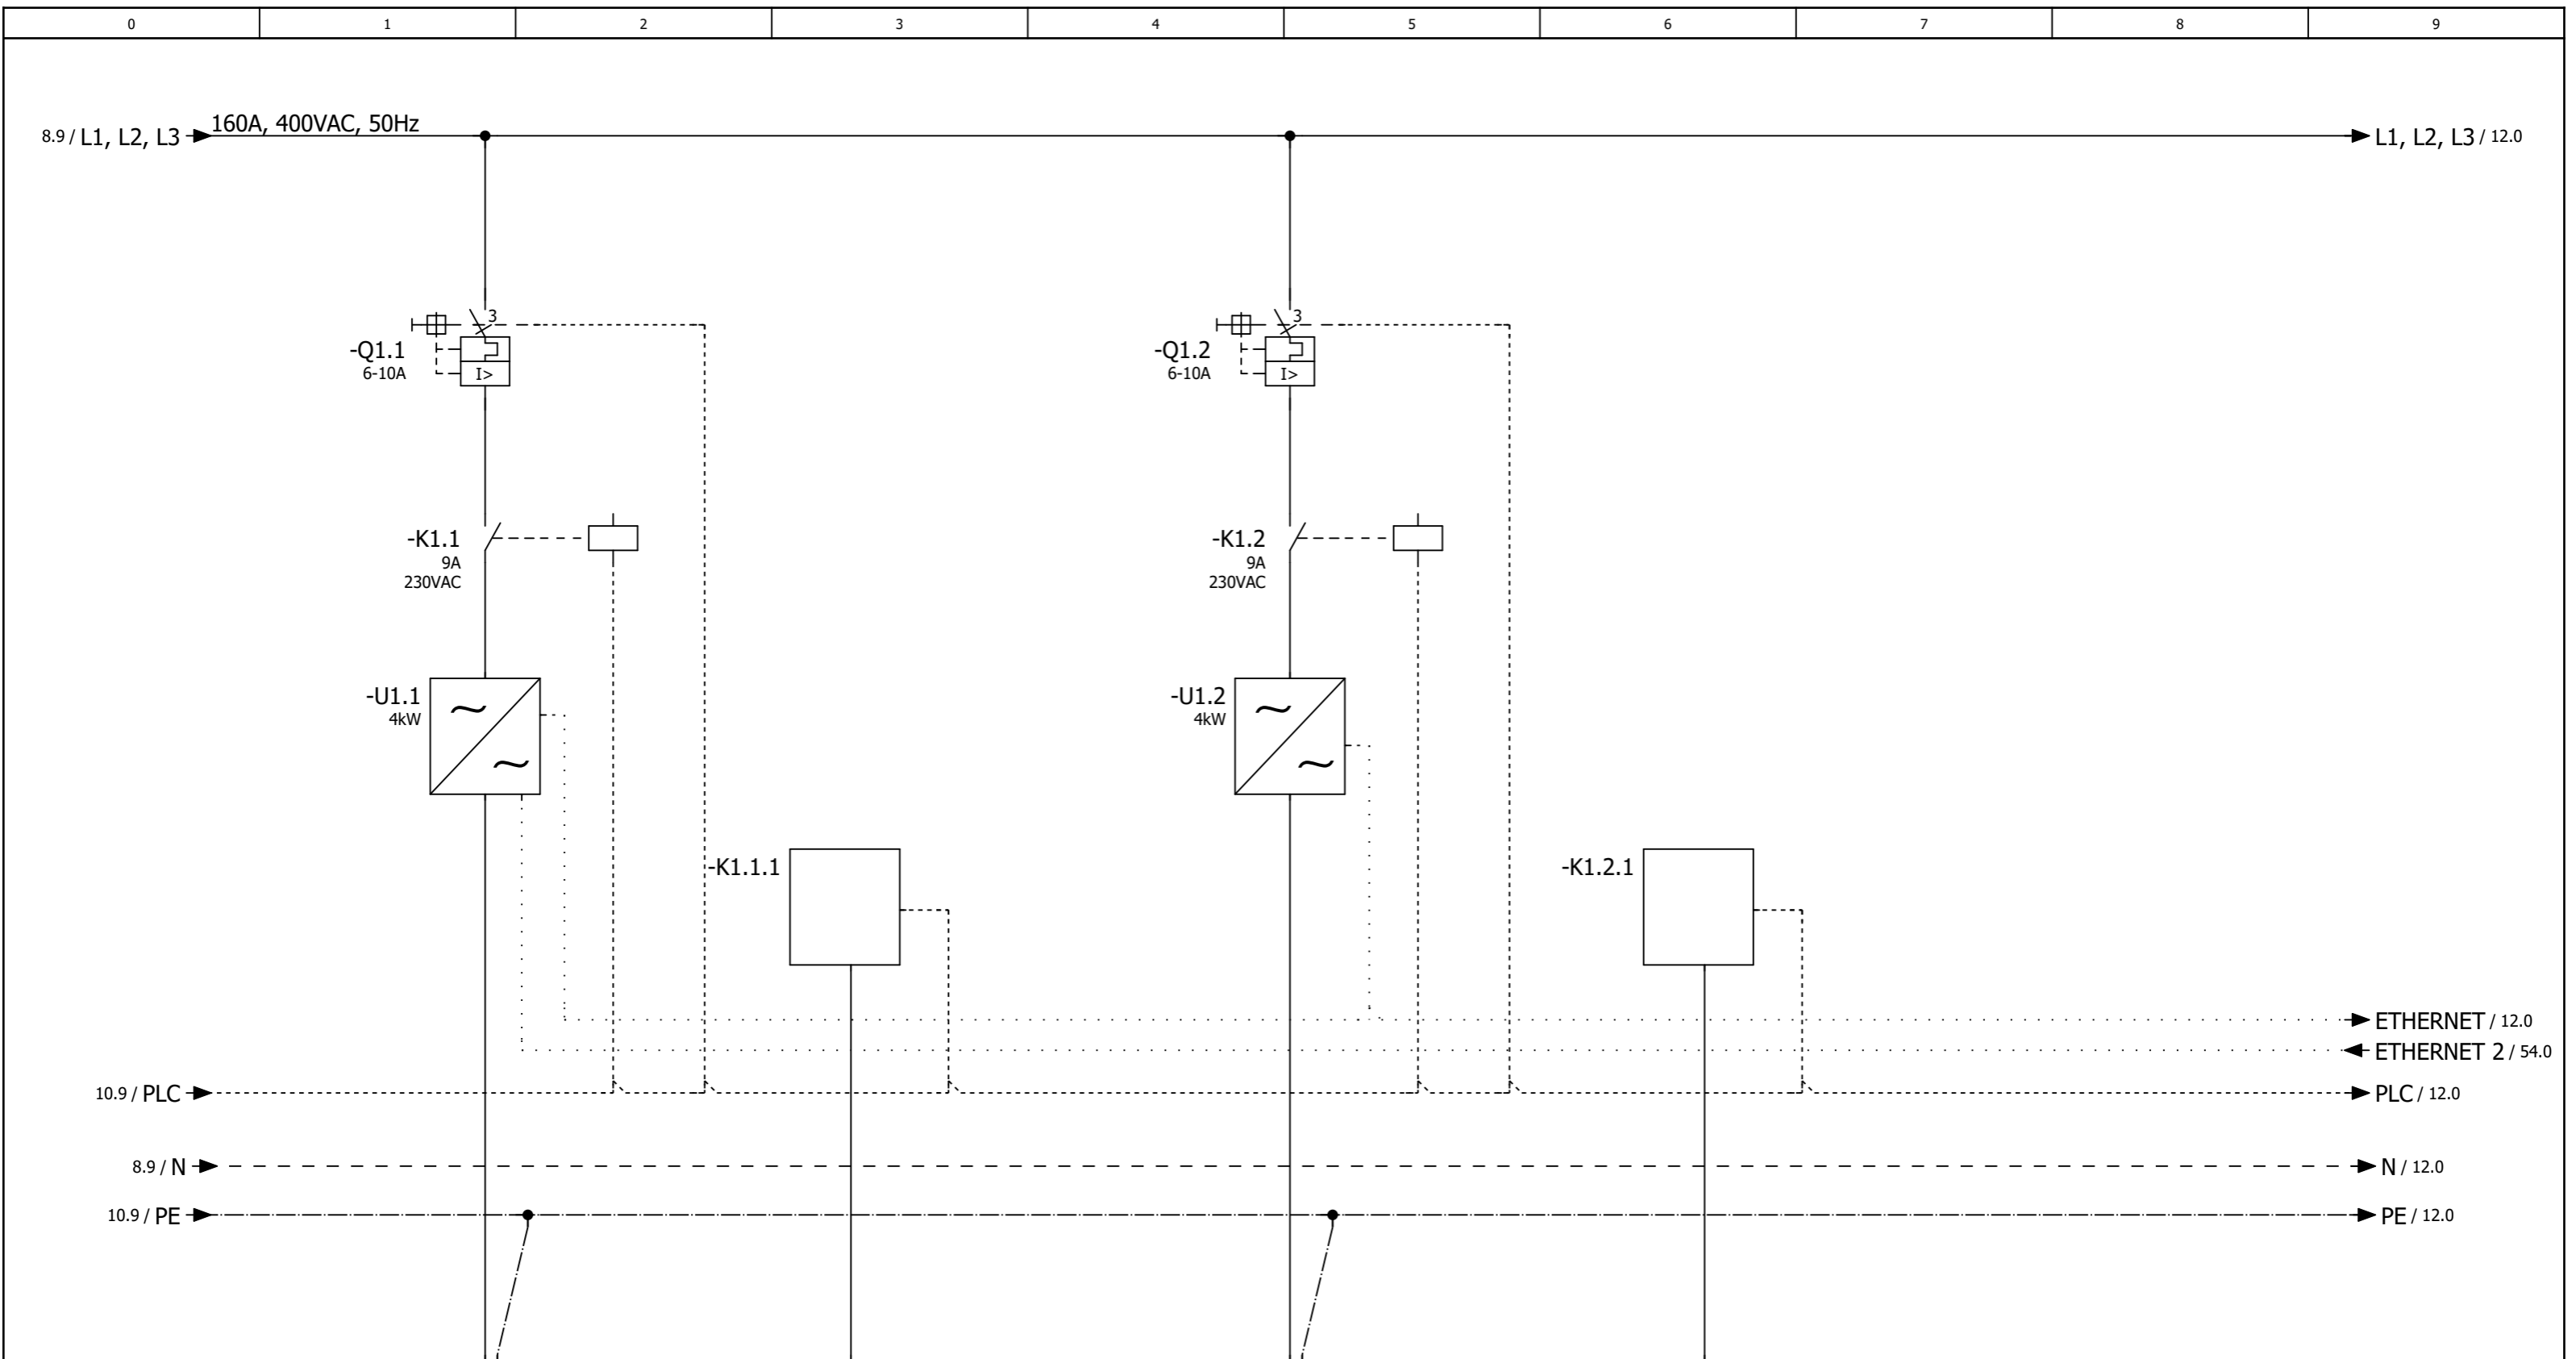 0 1 2 3 4 5 6 7 8 9
160A, 400VAC, 50Hz
8.9 / L1, L2, L3
L1, L2, L3 / 12.0
3
3
-Q1.1
6-10A
I>
-Q1.2
6-10A
I>
-K1.1
9A
230VAC
-K1.2
9A
230VAC
-U1.1
4kW
~
~
-U1.2
4kW
~
~
-K1.1.1
-K1.2.1
ETHERNET / 12.0
ETHERNET 2 / 54.0
10.9 / PLC
PLC / 12.0
8.9 / N
N / 12.0
10.9 / PE
PE / 12.0